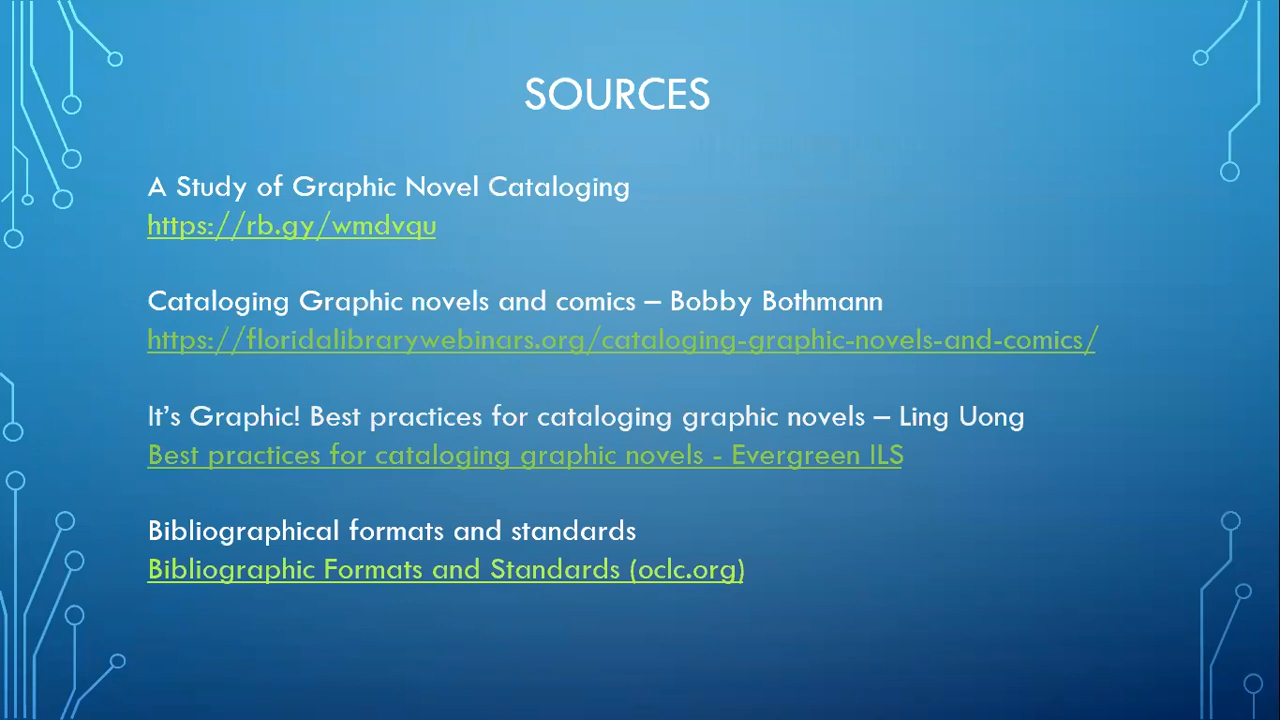 SOURCES
A Study of Graphic Novel Cataloging
https://rb.gy/wmdvqu
Cataloging Graphic novels and comics – Bobby Bothmann
https://floridalibrarywebinars.org/cataloging-graphic-novels-and-comics/
It’s Graphic! Best practices for cataloging graphic novels – Ling Uong
Best practices for cataloging graphic novels - Evergreen ILS
Bibliographical formats and standards
Bibliographic Formats and Standards (oclc.org)